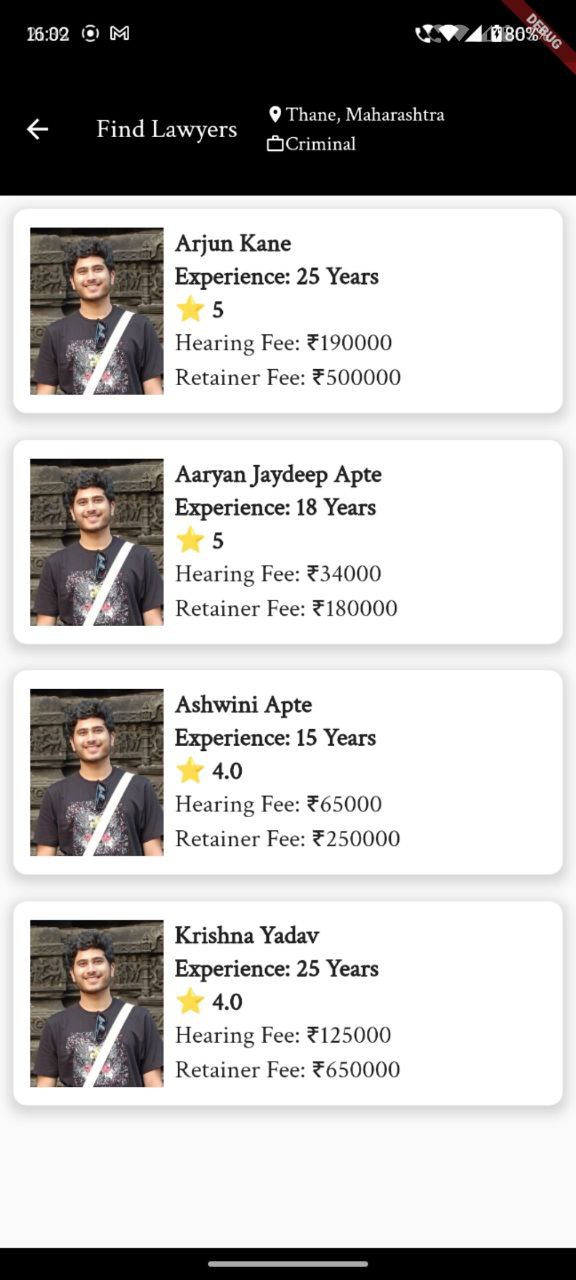 DEBUG
Find Lawyers
Thane, Maharashtra
Criminal
Arjun Kane
Experience: 25 Years
⭐ 5
Hearing Fee: ₹190000
Retainer Fee: ₹500000
Aaryan Jaydeep Apte
Experience: 18 Years
⭐ 5
Hearing Fee: ₹34000
Retainer Fee: ₹180000
Ashwini Apte
Experience: 15 Years
⭐ 4.0
Hearing Fee: ₹65000
Retainer Fee: ₹250000
Krishna Yadav
Experience: 25 Years
⭐ 4.0
Hearing Fee: ₹125000
Retainer Fee: ₹650000